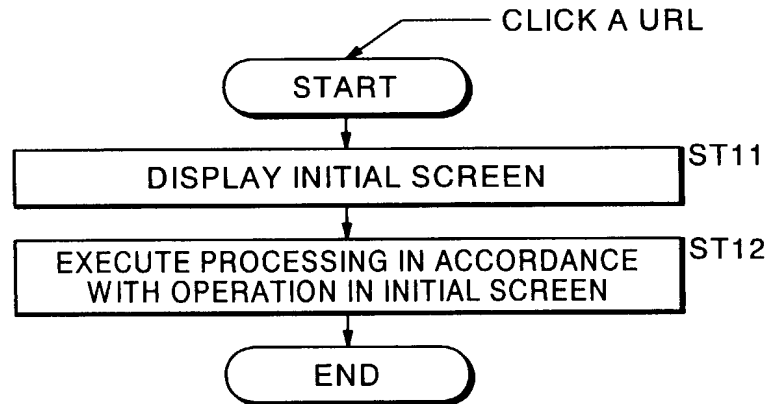 CLICK A URL
START
ST11
DISPLAY INITIAL SCREEN
ST12
EXECUTE PROCESSING IN ACCORDANCE
WITH OPERATION IN INITIAL SCREEN
END